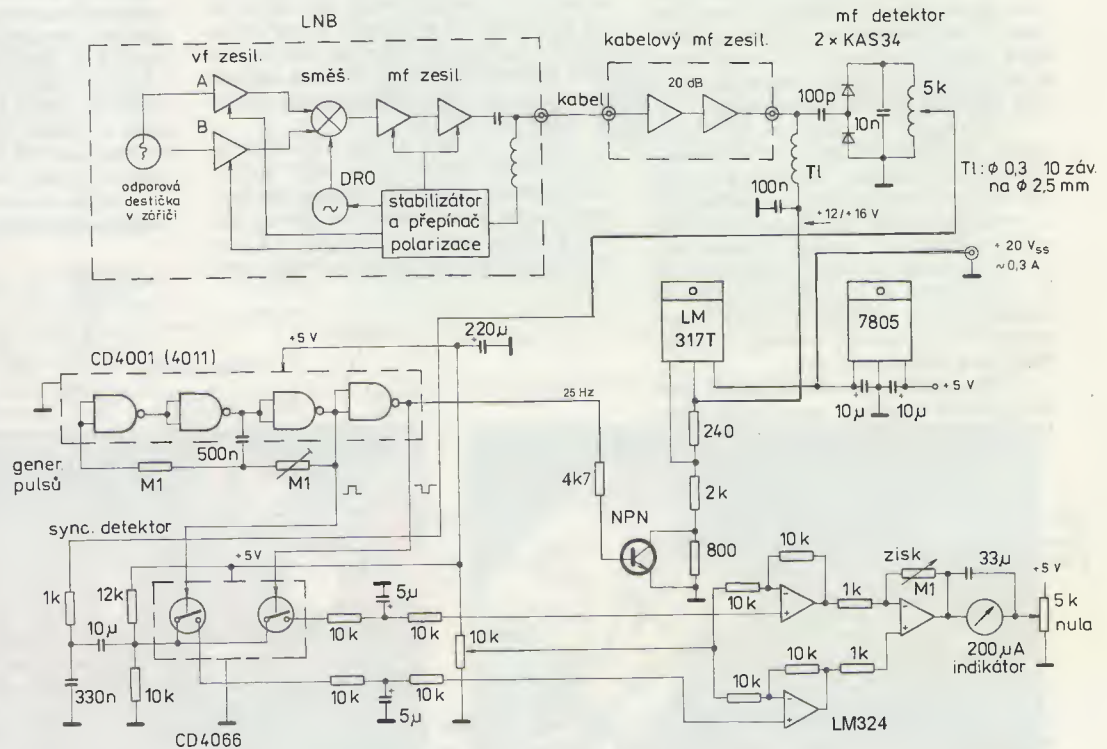 LNB
vf zesil.
A
B
směš.
mf zesil.
DRO
odporová
destička
v zářiči
stabilizátor
a přepínač
polarizace
kabel
kabelový mf zesil.
20 dB
mf detektor
2 × KAS34
100p
10n
5k
Tl
100n
+12/+16 V
Tl: ϕ 0,3 10 záv.
na ϕ 2,5 mm
+ 20 Vss
~0,3 A
LM
317T
7805
+
10µ
+
10µ
+5 V
CD4001 (4011)
+5 V
220µ
+
25 Hz
500n
M1
M1
gener.
pulsů
240
2k
800
4k7
NPN
sync. detektor
+5V
1k
12k
10µ
330n
10k
CD4066
5µ
+
10k
10k
10k
10k
10k
+
5µ
10k
10k
-
+
1k
10k
10k
-
+
1k
LM324
zisk
M1
-
+
33µ
200µA
indikátor
+5 V
5k
nula